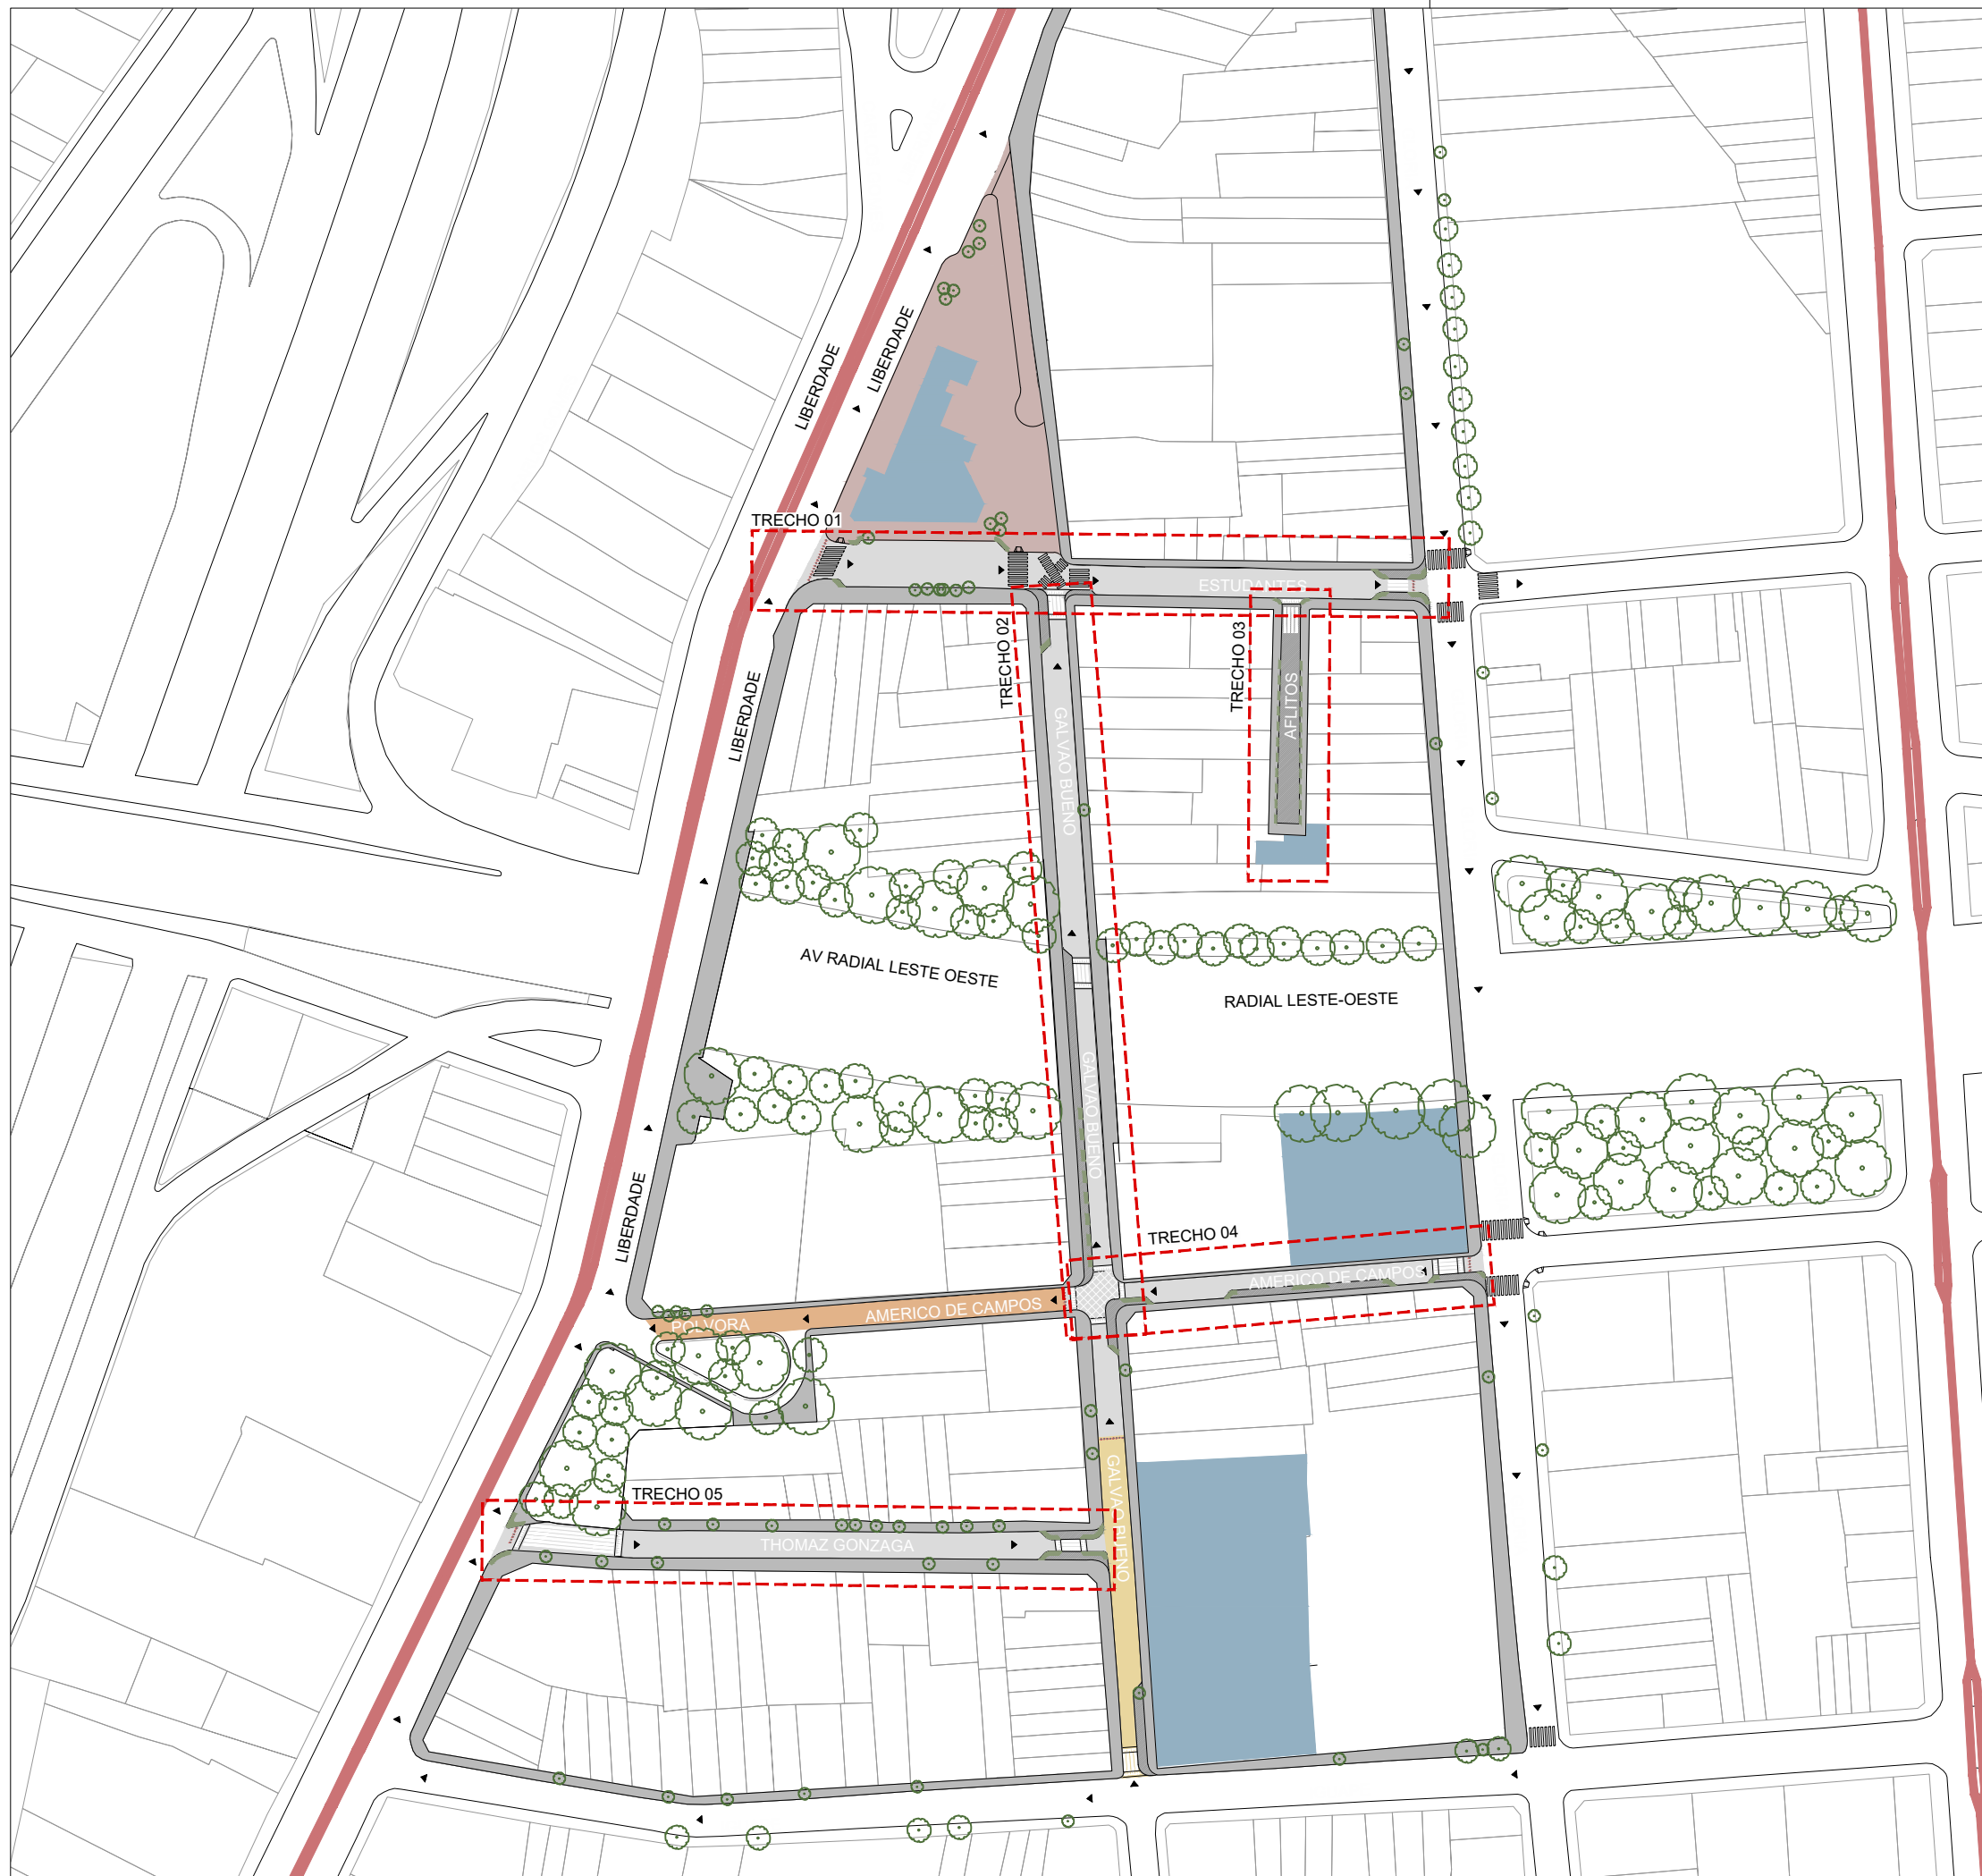 LIBERDADE
LIBERDADE
TRECHO 01
ESTUDANTES
TRECHO 02
TRECHO 03
LIBERDADE
AFLITOS
GALVAO BUENO
AV RADIAL LESTE OESTE
RADIAL LESTE-OESTE
GALVAO BUENO
LIBERDADE
TRECHO 04
AMERICO DE CAMPOS
AMERICO DE CAMPOS
POLVORA
TRECHO 05
GALVAO BUENO
THOMAZ GONZAGA